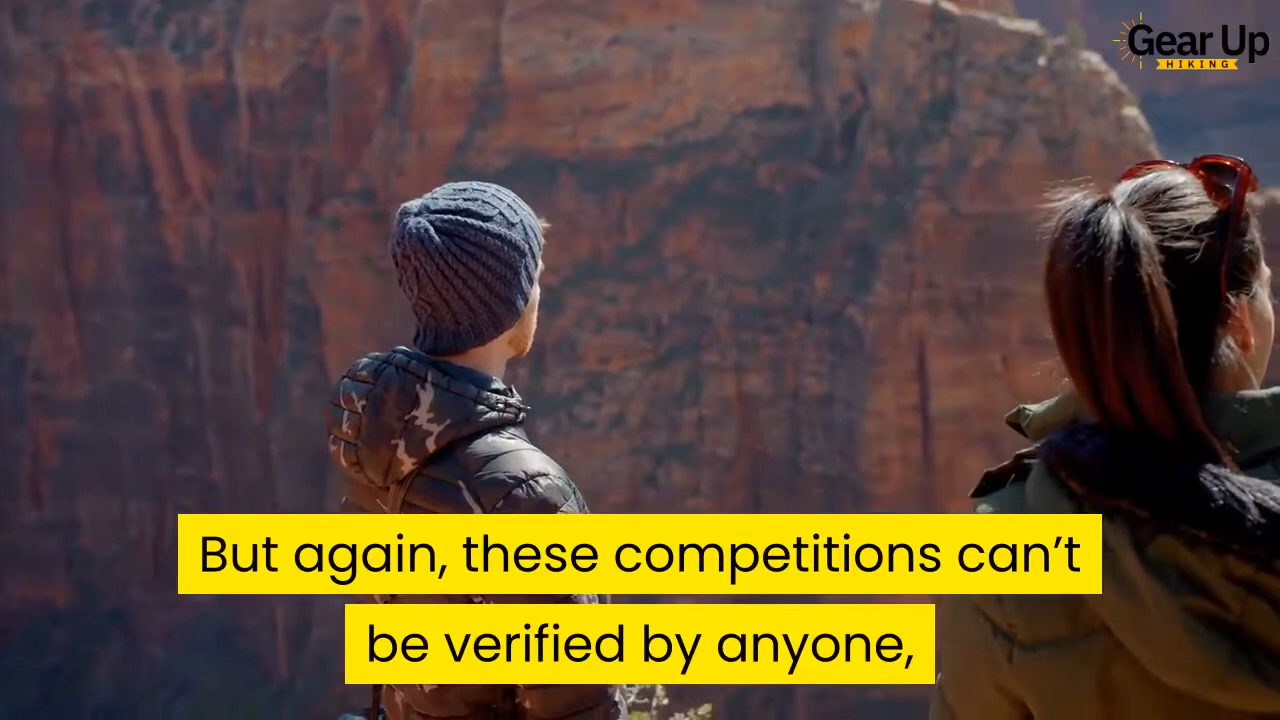 Gear Up
HIKING
But again, these competitions can’t
be verified by anyone,